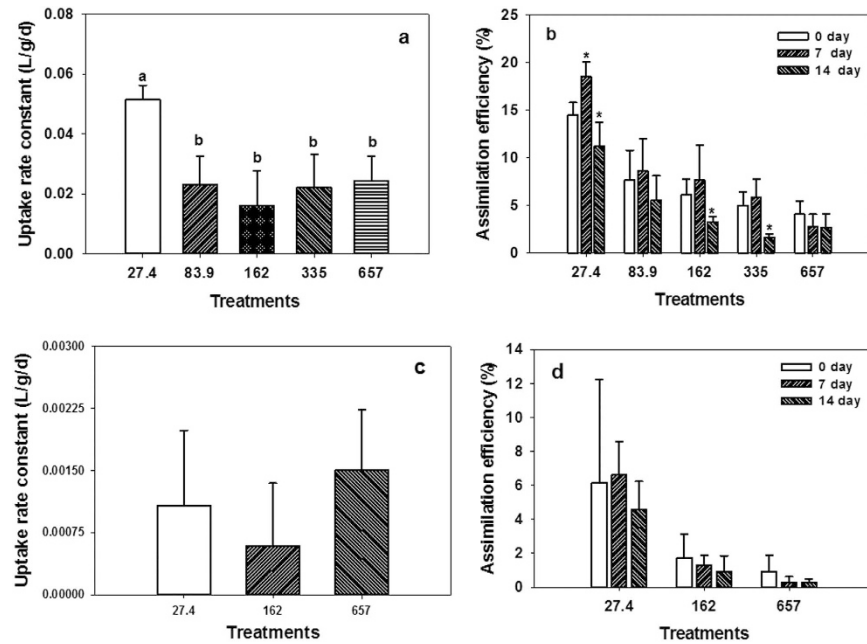 a
Uptake rate constant (L/g/d)
0.08
0.06
0.04
0.02
0.00
a
b
b
b
b
27.4 83.9 162 335 657
Treatments
b
Assimilation efficiency (%)
25
20
15
10
5
0
0 day
7 day
14 day
*
*
*
*
27.4 83.9 162 335 657
Treatments
c
Uptake rate constant (L/g/d)
0.00300
0.00225
0.00150
0.00075
0.00000
27.4 162 657
Treatments
d
Assimilation efficiency (%)
14
12
10
8
6
4
2
0
0 day
7 day
14 day
27.4 162 657
Treatments